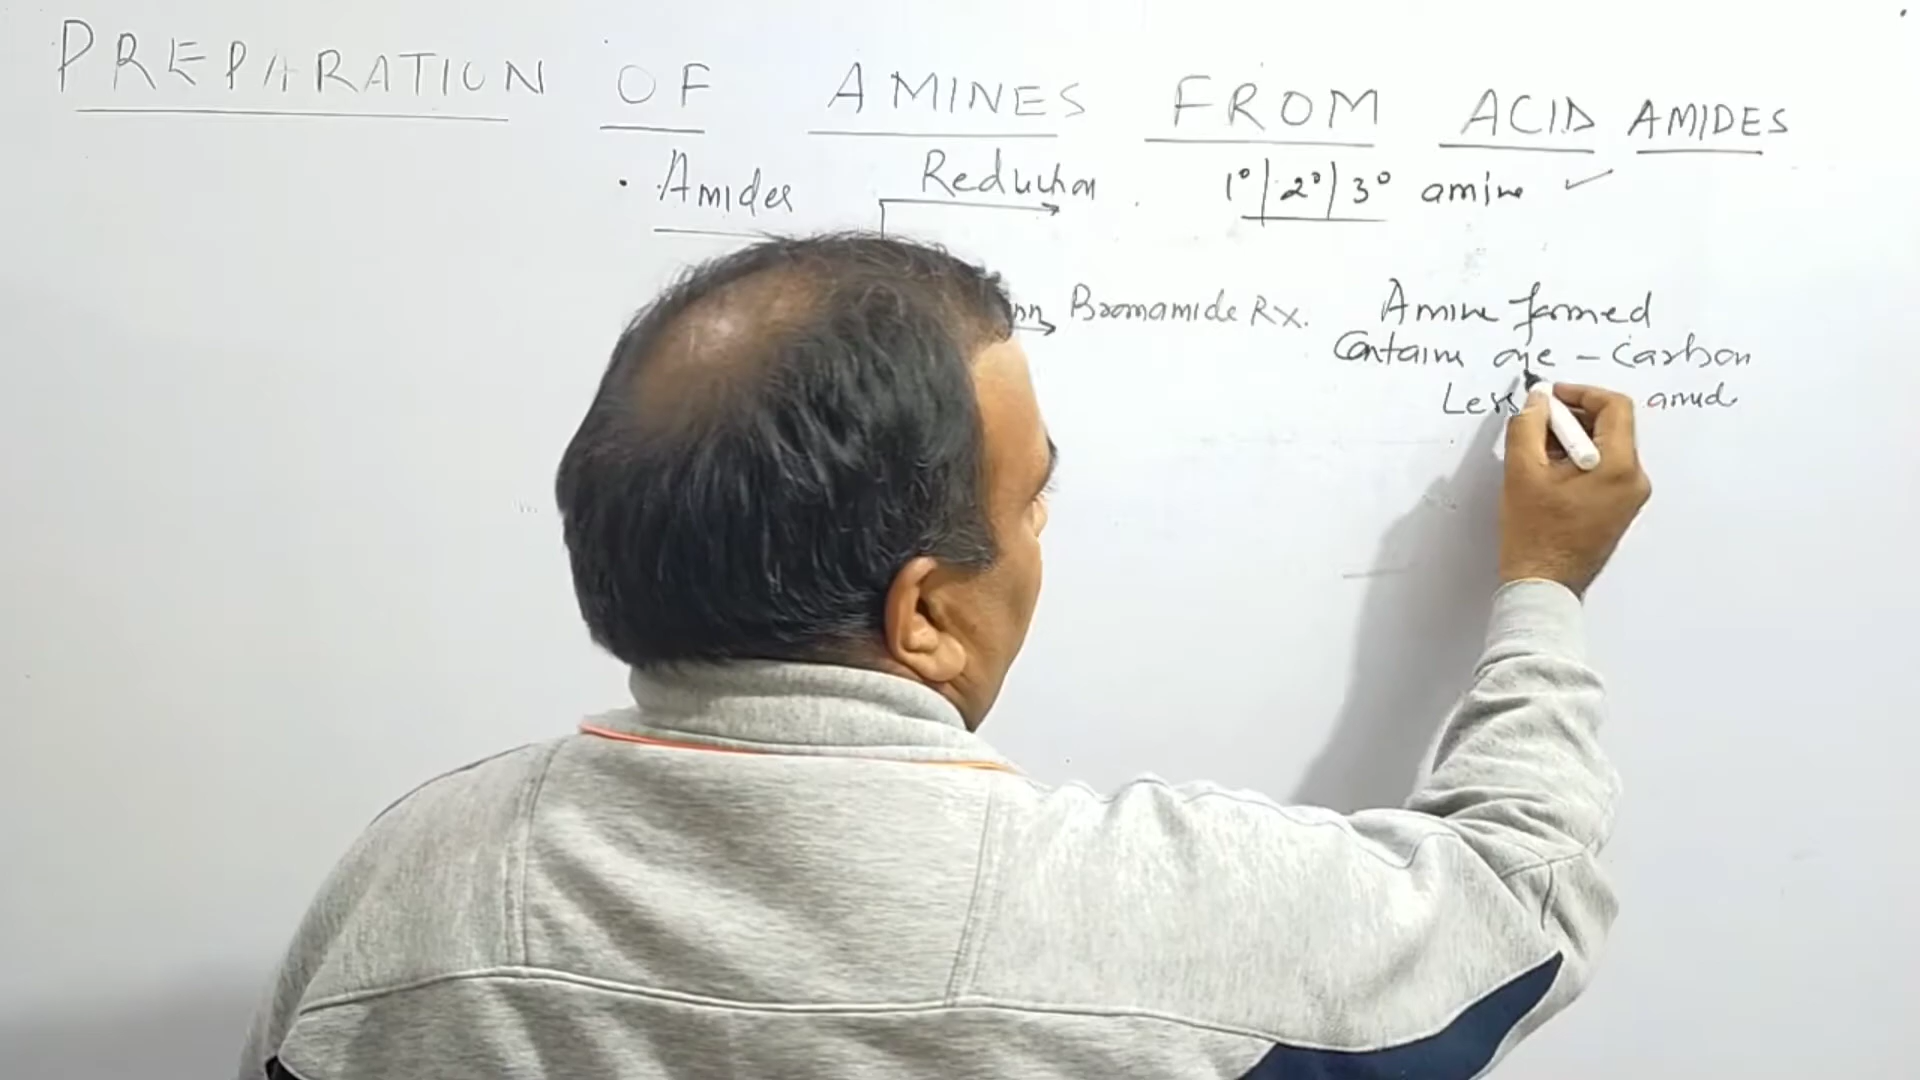 PREPARATION OF AMINES FROM ACID AMIDES
• Amides Reduction 1° | 2° | 3° amine ✓
Bromamide Rx. Amine formed
Contains one - Carbon
Less amide